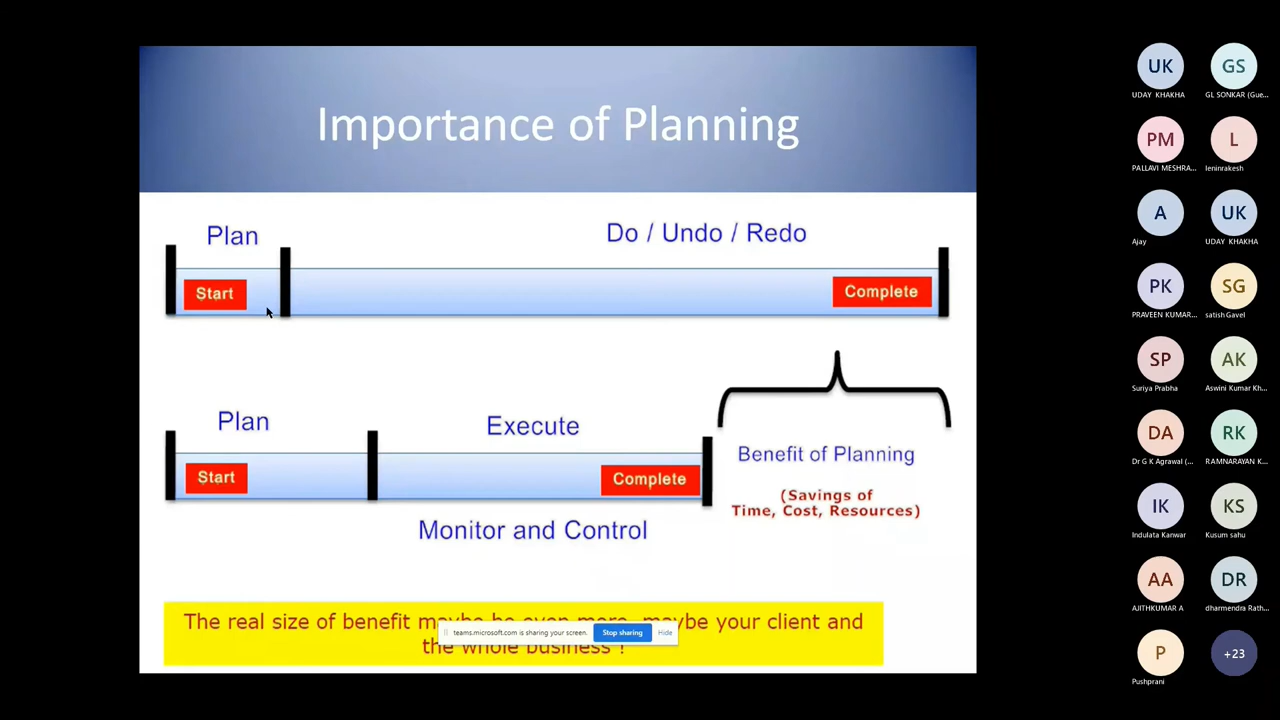 Importance of Planning
Plan
Do / Undo / Redo
Start
Complete
Plan
Execute
Start
Complete
Benefit of Planning
(Savings of
Time, Cost, Resources)
Monitor and Control
The real size of benefit maybe be even more, maybe your client and
the whole business !
teams.microsoft.com is sharing your screen.
Stop sharing
Hide
UK
GS
UDAY KHAKHA
GL SONKAR (Gue...
PM
L
PALLAVI MESHRA...
leninrakesh
A
UK
Ajay
UDAY KHAKHA
PK
SG
PRAVEEN KUMAR...
satish Gavel
SP
AK
Suriya Prabha
Aswini Kumar Kh...
DA
RK
Dr G K Agrawal (...
RAMNARAYAN K...
IK
KS
Indulata Kanwar
Kusum sahu
AA
DR
AJITHKUMAR A
dharmendra Rath...
P
+23
Pushprani